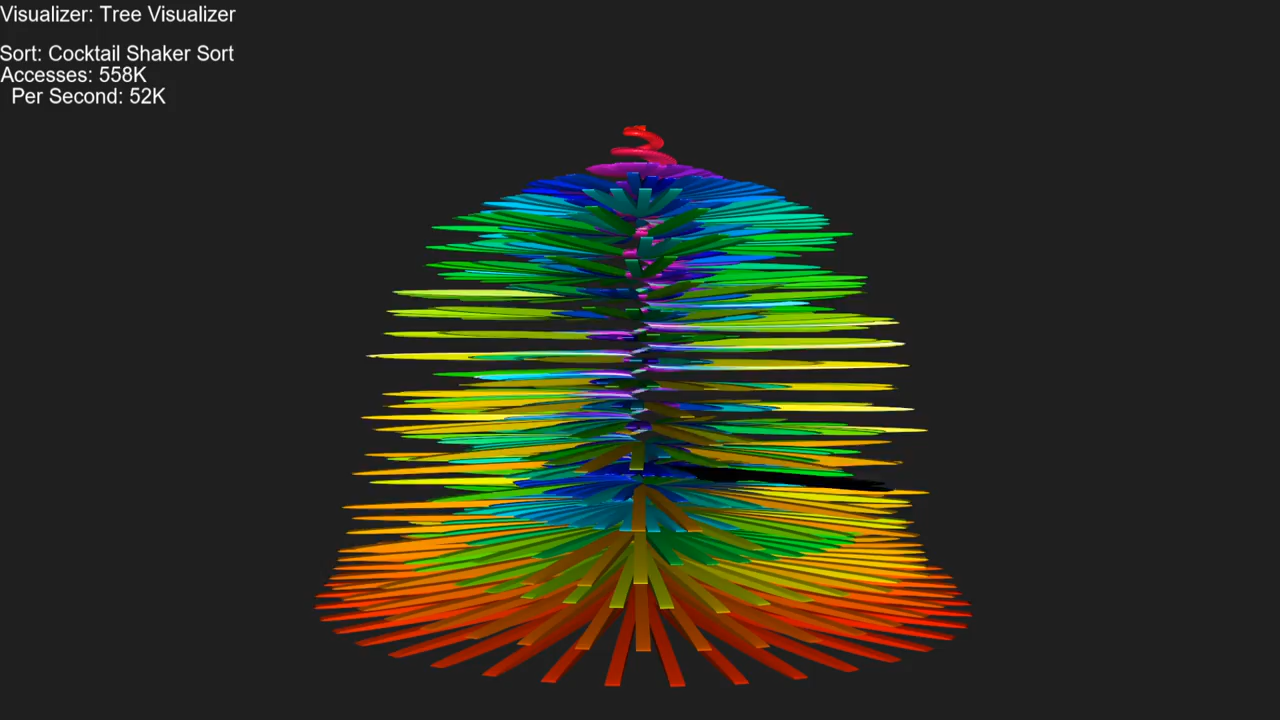 Visualizer: Tree Visualizer
Sort: Cocktail Shaker Sort
Accesses: 558K
Per Second: 52K